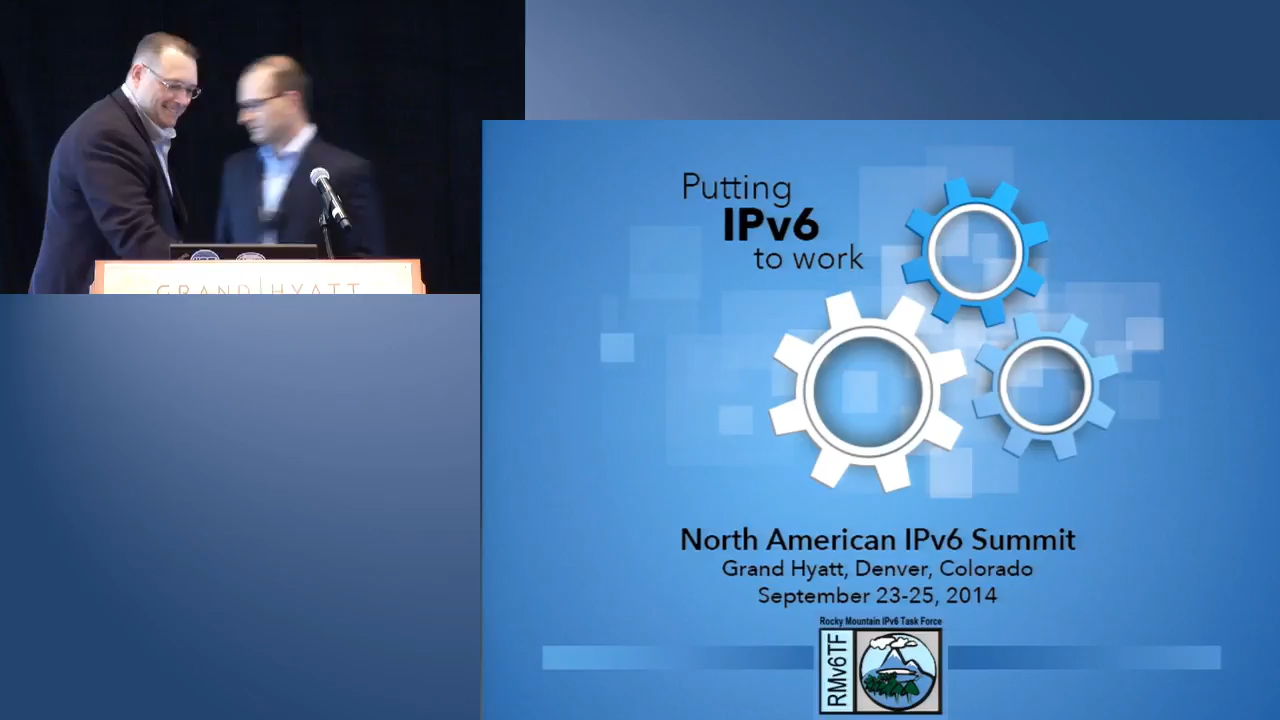 GRAND HYATT
Putting
IPv6
to work
North American IPv6 Summit
Grand Hyatt, Denver, Colorado
September 23-25, 2014
Rocky Mountain IPv6 Task Force
RMv6TF